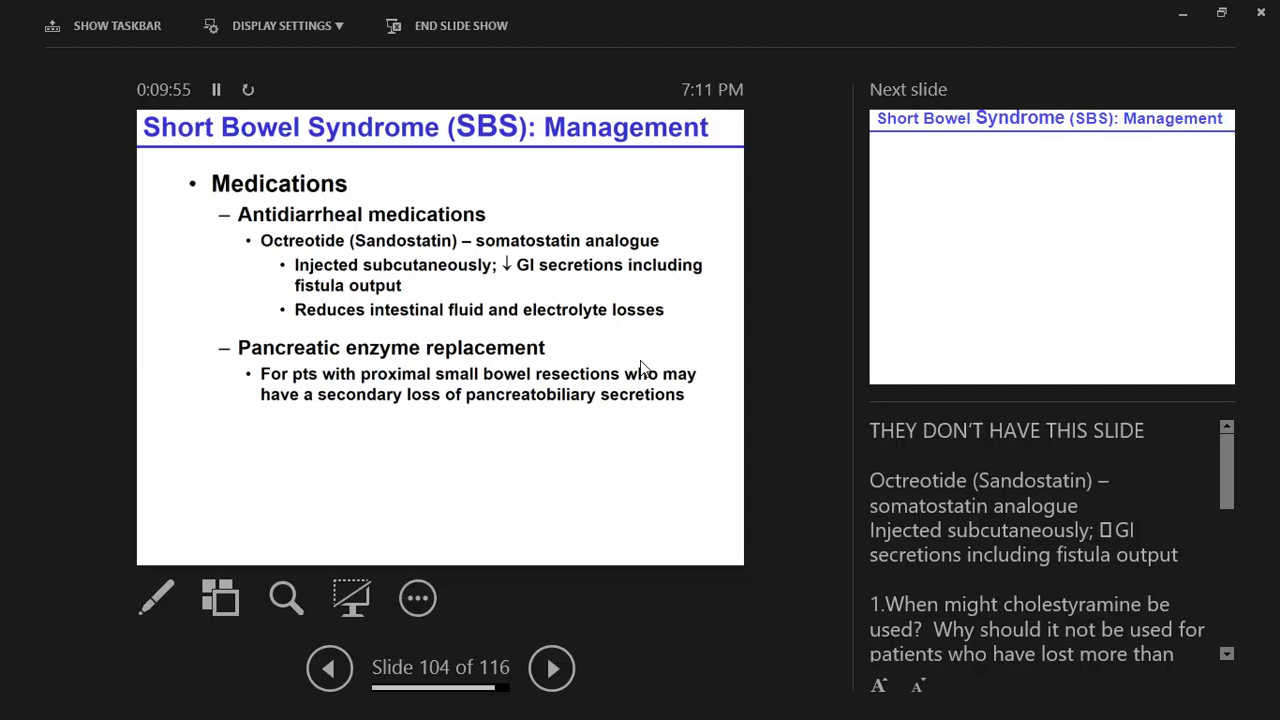 SHOW TASKBAR
DISPLAY SETTINGS ▼
END SLIDE SHOW
0:09:55
7:11 PM
Short Bowel Syndrome (SBS): Management
• Medications
– Antidiarrheal medications
• Octreotide (Sandostatin) – somatostatin analogue
• Injected subcutaneously; ↓ GI secretions including
fistula output
• Reduces intestinal fluid and electrolyte losses
– Pancreatic enzyme replacement
• For pts with proximal small bowel resections who may
have a secondary loss of pancreatobiliary secretions
Slide 104 of 116
Next slide
Short Bowel Syndrome (SBS): Management
THEY DON'T HAVE THIS SLIDE
Octreotide (Sandostatin) –
somatostatin analogue
Injected subcutaneously; GI
secretions including fistula output
1.When might cholestyramine be
used? Why should it not be used for
patients who have lost more than
A A